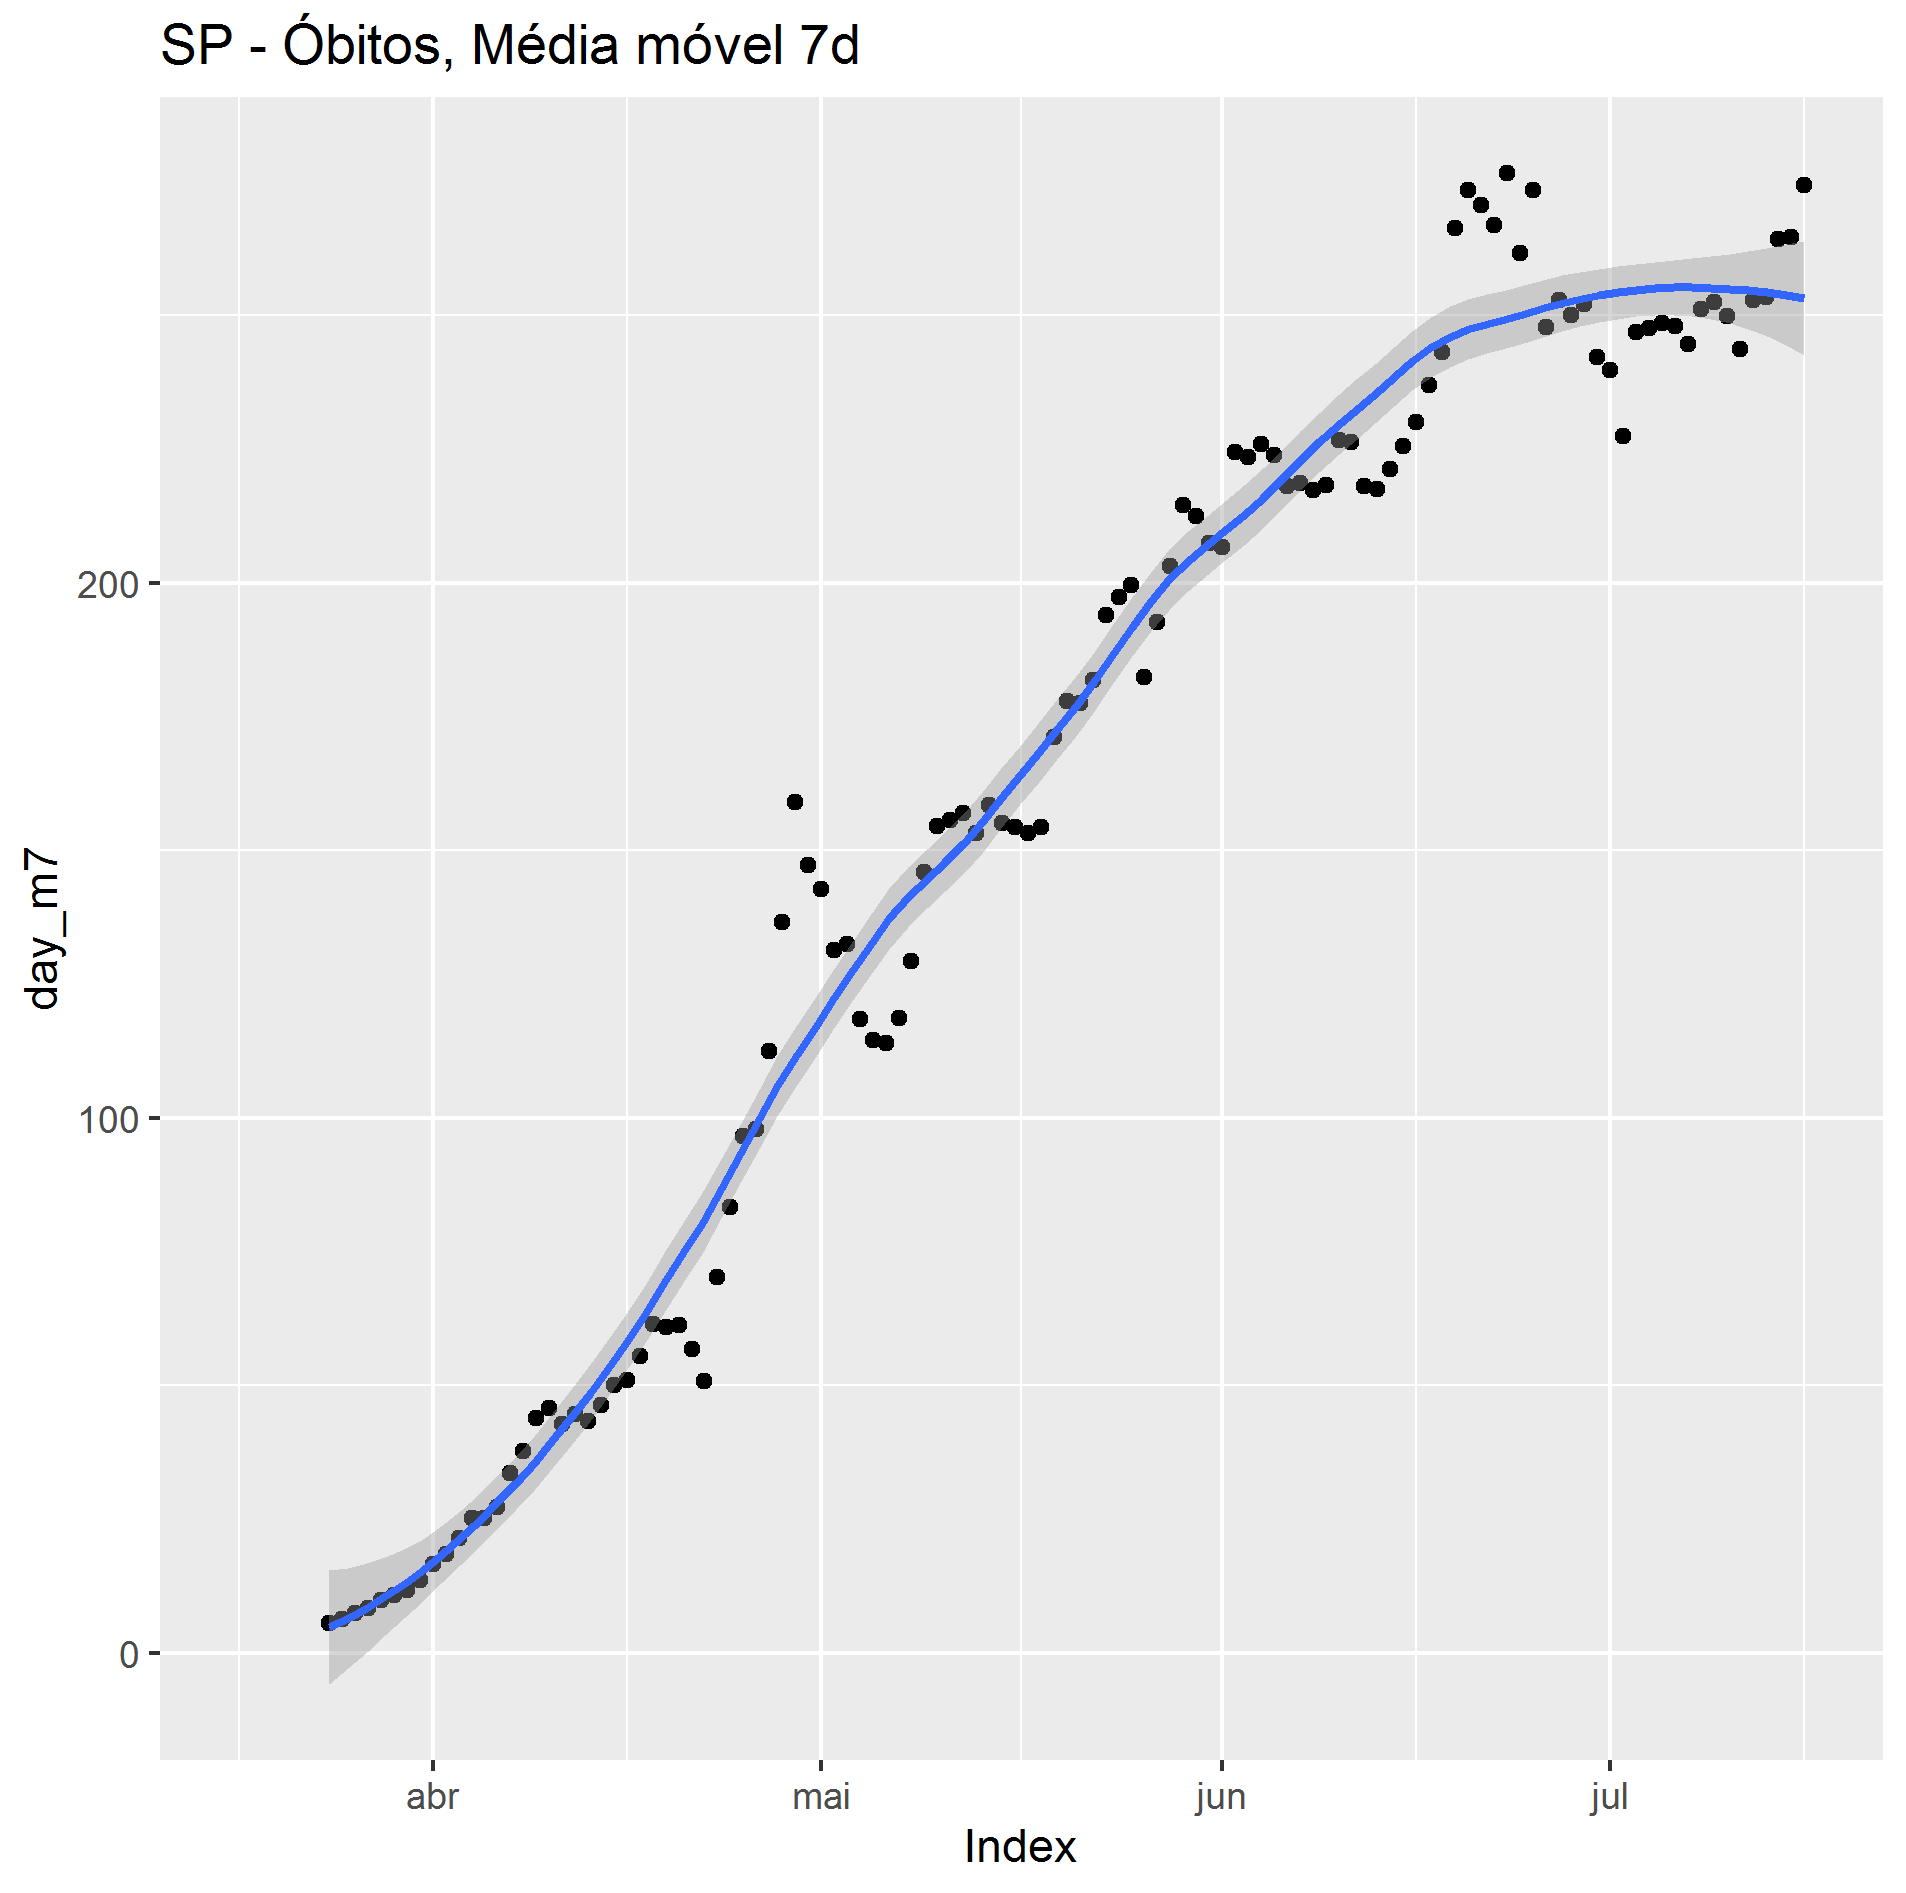 SP - Óbitos, Média móvel 7d
day_m7
200
100
0
abr mai jun jul
Index